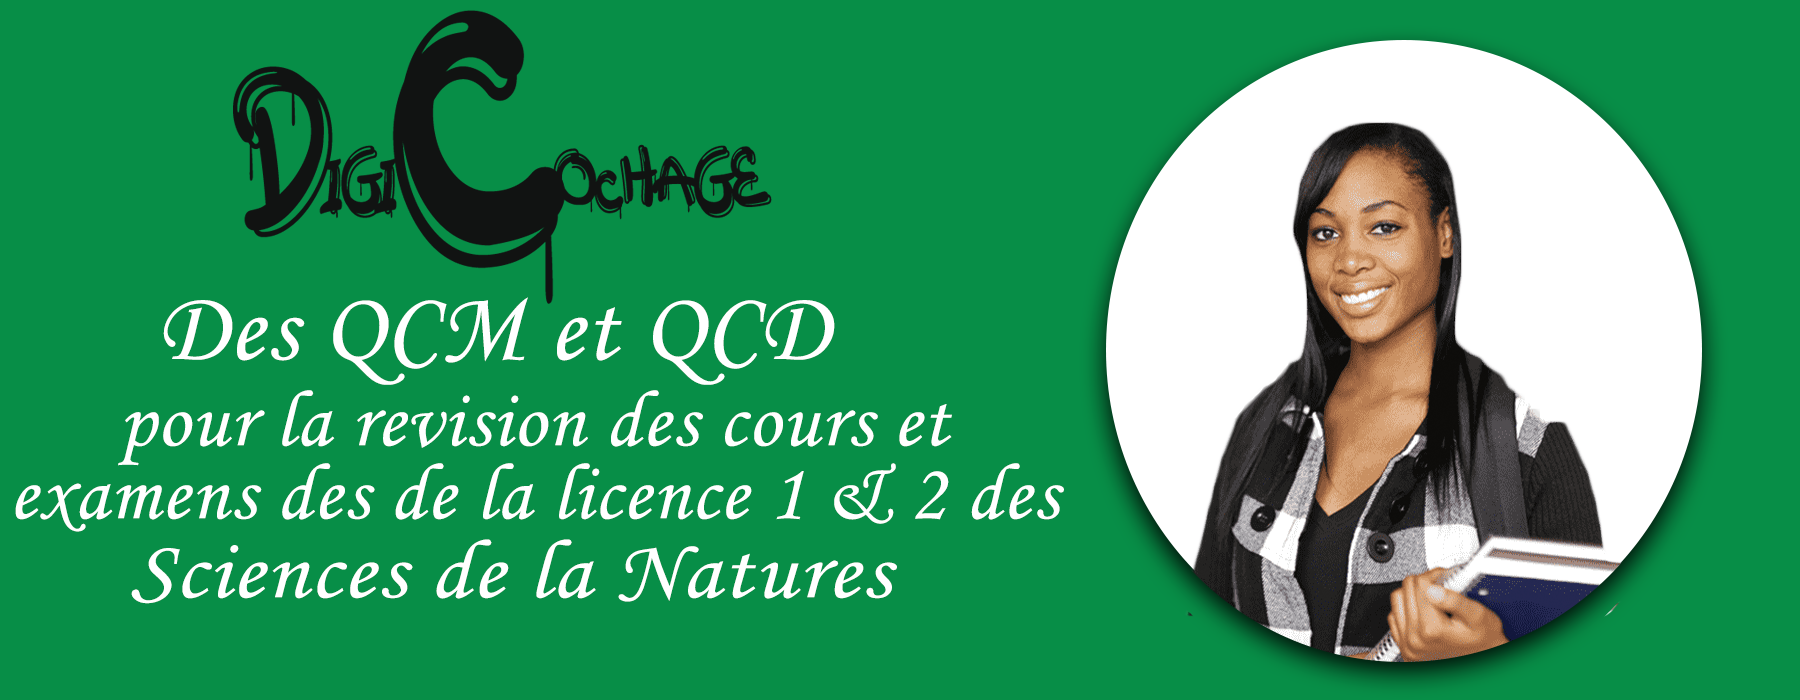 DIGICOCHAGE
Des QCM et QCD
pour la revision des cours et
examens des de la licence 1 & 2 des
Sciences de la Natures